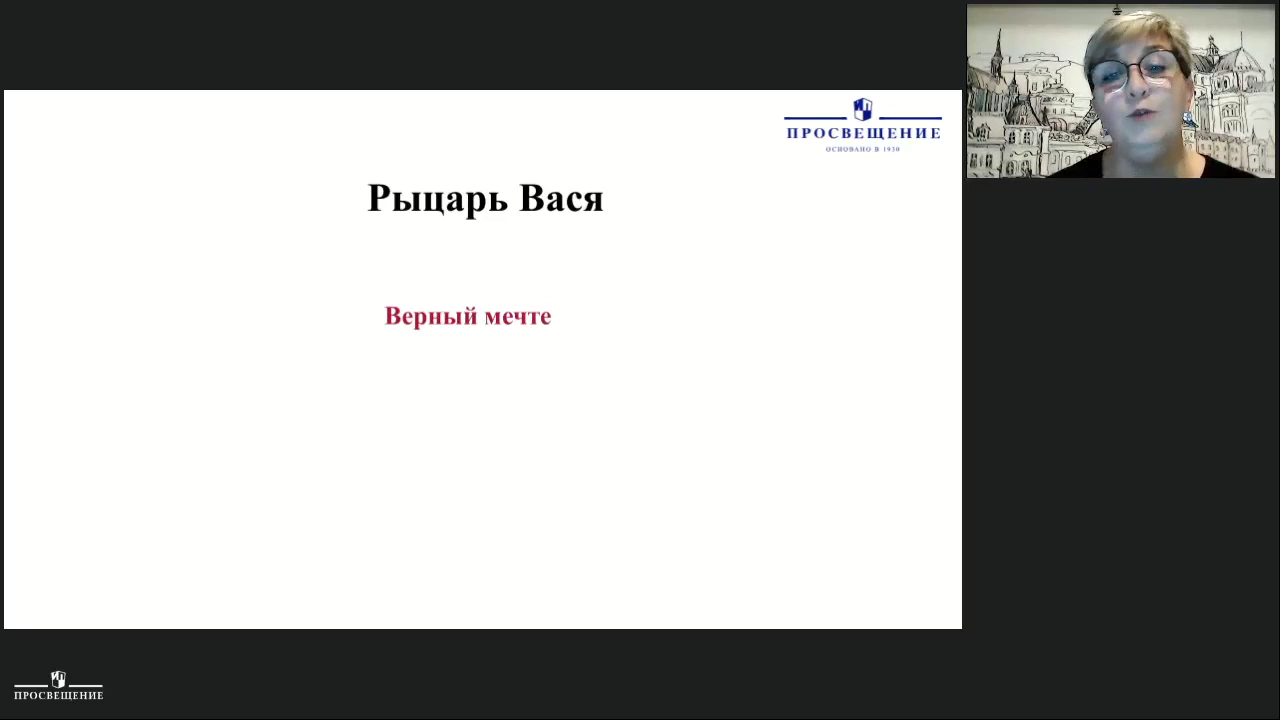 ПРОСВЕЩЕНИЕ
ОСНОВАНО В 1930
Рыцарь Вася
Верный мечте
ПРОСВЕЩЕНИЕ